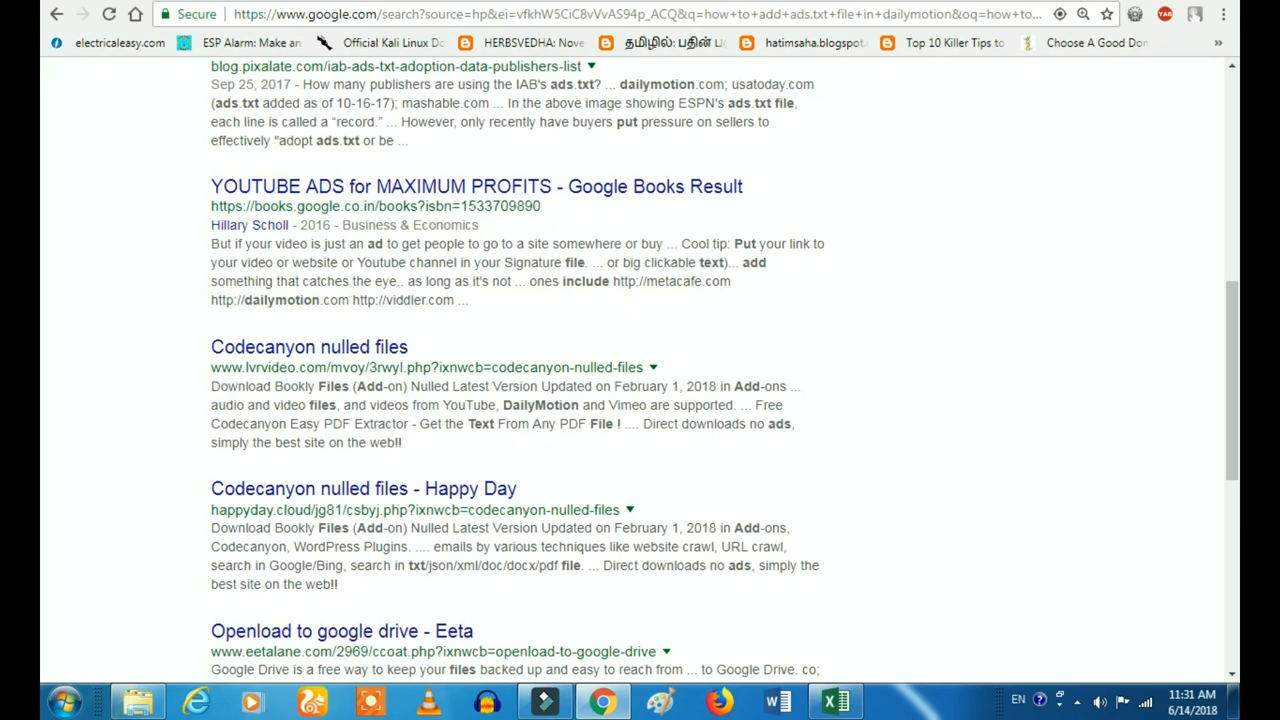 Secure https://www.google.com/search?source=hp&ei=vfkhW5CiC8vVvAS94p_ACQ&q=how+to+add+ads.txt+file+in+dailymotion&oq=how+to...
electricaleasy.com ESP Alarm: Make an Official Kali Linux Do HERBSVEDHA: Nove தமிழில்: பதின் ப hatimsaha.blogspot. Top 10 Killer Tips to Choose A Good Don »
blog.pixalate.com/iab-ads-txt-adoption-data-publishers-list
Sep 25, 2017 - How many publishers are using the IAB's ads.txt? ... dailymotion.com; usatoday.com
(ads.txt added as of 10-16-17); mashable.com ... In the above image showing ESPN's ads.txt file,
each line is called a “record.” ... However, only recently have buyers put pressure on sellers to
effectively "adopt ads.txt or be ...
YOUTUBE ADS for MAXIMUM PROFITS - Google Books Result
https://books.google.co.in/books?isbn=1533709890
Hillary Scholl - 2016 - Business & Economics
But if your video is just an ad to get people to go to a site somewhere or buy ... Cool tip: Put your link to
your video or website or Youtube channel in your Signature file. ... or big clickable text)... add
something that catches the eye.. as long as it's not ... ones include http://metacafe.com
http://dailymotion.com http://viddler.com ...
Codecanyon nulled files
www.lvrvideo.com/mvoy/3rwyl.php?ixnwcb=codecanyon-nulled-files
Download Bookly Files (Add-on) Nulled Latest Version Updated on February 1, 2018 in Add-ons ...
audio and video files, and videos from YouTube, DailyMotion and Vimeo are supported. ... Free
Codecanyon Easy PDF Extractor - Get the Text From Any PDF File ! .... Direct downloads no ads,
simply the best site on the web!!
Codecanyon nulled files - Happy Day
happyday.cloud/jg81/csbyj.php?ixnwcb=codecanyon-nulled-files
Download Bookly Files (Add-on) Nulled Latest Version Updated on February 1, 2018 in Add-ons,
Codecanyon, WordPress Plugins. .... emails by various techniques like website crawl, URL crawl,
search in Google/Bing, search in txt/json/xml/doc/docx/pdf file. ... Direct downloads no ads, simply the
best site on the web!!
Openload to google drive - Eeta
www.eetalane.com/2969/ccoat.php?ixnwcb=openload-to-google-drive
Google Drive is a free way to keep your files backed up and easy to reach from ... to Google Drive. co;
EN 11:31 AM
6/14/2018